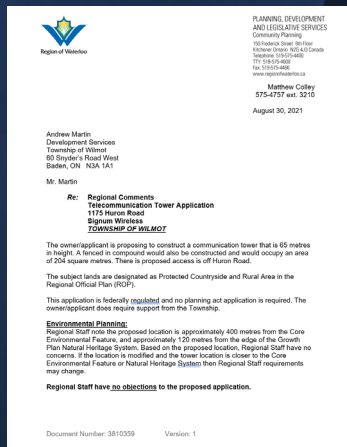 Region of Waterloo
PLANNING, DEVELOPMENT
AND LEGISLATIVE SERVICES
Community Planning
150 Frederick Street 8th Floor
Kitchener Ontario N2G 4J3 Canada
Telephone: 519-575-4400
TTY: 519-575-4608
Fax: 519-575-4466
www.regionofwaterloo.ca
Matthew Colley
575-4757 ext. 3210
August 30, 2021
Andrew Martin
Development Services
Township of Wilmot
60 Snyder's Road West
Baden, ON N3A 1A1
Mr. Martin
Re: Regional Comments
Telecommunication Tower Application
1175 Huron Road
Signum Wireless
TOWNSHIP OF WILMOT
The owner/applicant is proposing to construct a communication tower that is 65 metres
in height. A fenced in compound would also be constructed and would occupy an
area of 204 square metres. There is proposed access is off Huron Road.
The subject lands are designated as Protected Countryside and Rural Area in the
Regional Official Plan (ROP).
This application is federally regulated and no planning act application is required. The
owner/applicant does require support from the Township.
Environmental Planning:
Regional Staff note the proposed location is approximately 400 metres from the Core
Environmental Feature, and approximately 120 metres from the edge of the Growth
Plan Natural Heritage System. Based on the proposed location, Regional Staff have no
concerns. If the location is modified and the tower location is closer to the Core
Environmental Feature or Natural Heritage System then Regional Staff requirements
may change.
Regional Staff have no objections to the proposed application.
Document Number: 3810359 Version: 1